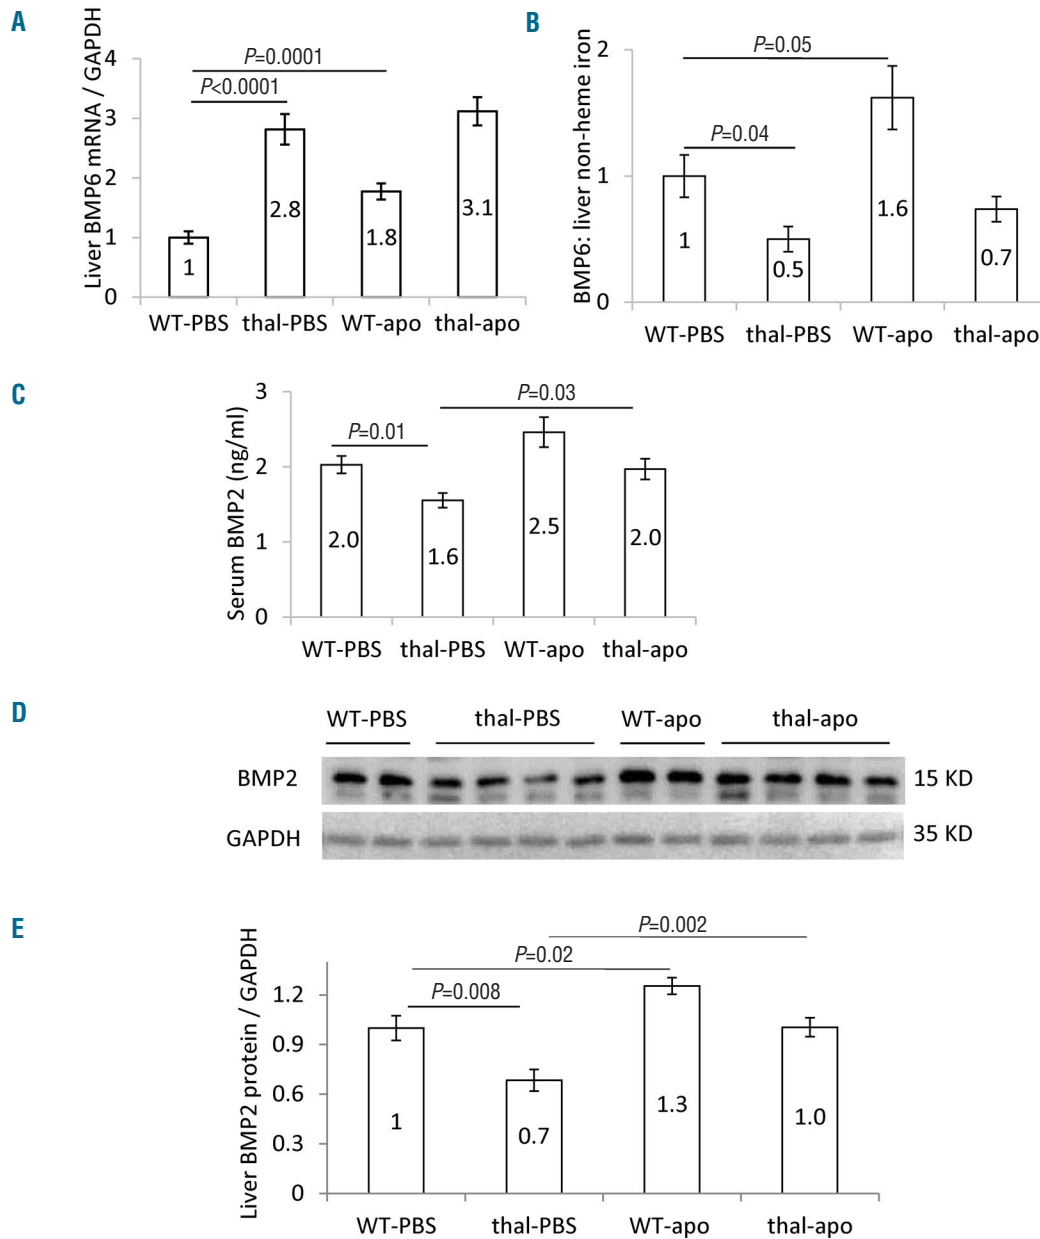 A
Liver BMP6 mRNA / GAPDH
4
3
2
1
0
P=0.0001
P<0.0001
1
2.8
1.8
3.1
WT-PBS thal-PBS WT-apo thal-apo
B
BMP6: liver non-heme iron
2
1
0
P=0.05
P=0.04
1
0.5
1.6
0.7
WT-PBS thal-PBS WT-apo thal-apo
C
Serum BMP2 (ng/ml)
3
2
1
0
P=0.03
P=0.01
2.0
1.6
2.5
2.0
WT-PBS thal-PBS WT-apo thal-apo
D
WT-PBS thal-PBS WT-apo thal-apo
BMP2 15 KD
GAPDH 35 KD
E
Liver BMP2 protein / GAPDH
1.2
0.9
0.6
0.3
0
P=0.002
P=0.02
P=0.008
1
0.7
1.3
1.0
WT-PBS thal-PBS WT-apo thal-apo